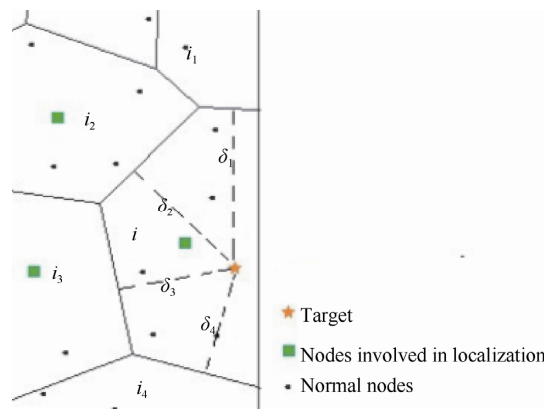 i1
i2
δ1
δ2
i
i3
δ3
δ4
Target
Nodes involved in localization
i4
Normal nodes